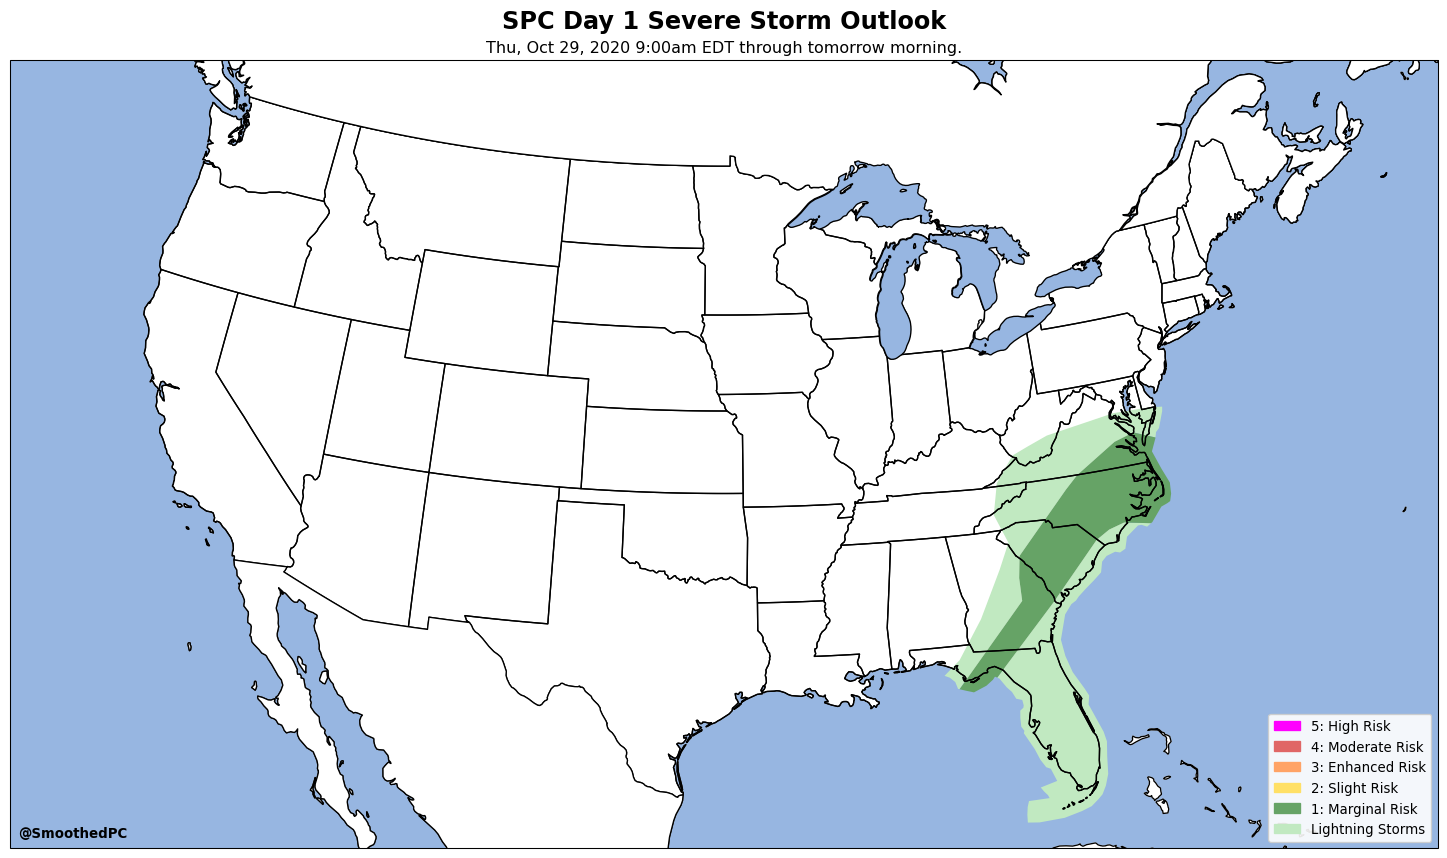 SPC Day 1 Severe Storm Outlook
Thu, Oct 29, 2020 9:00am EDT through tomorrow morning.
5: High Risk
4: Moderate Risk
3: Enhanced Risk
2: Slight Risk
1: Marginal Risk
Lightning Storms
@SmoothedPC